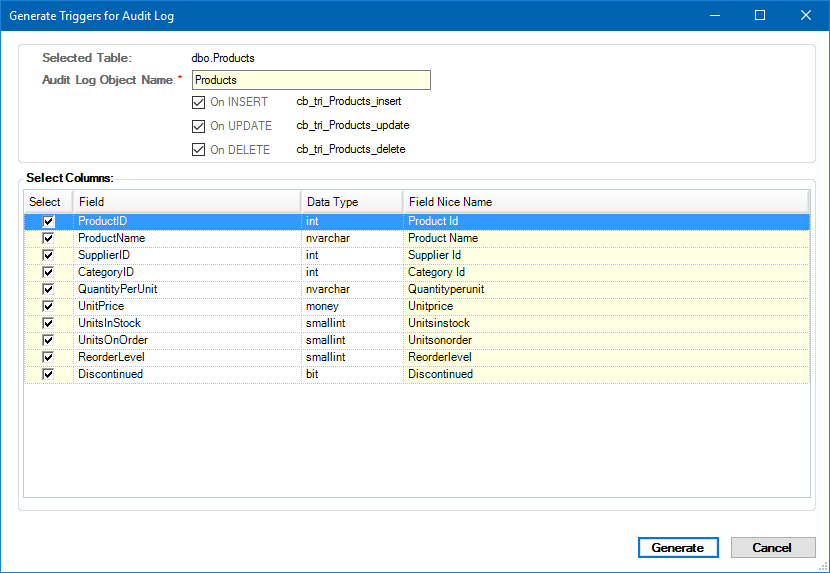 Generate Triggers for Audit Log
Selected Table: dbo.Products
Audit Log Object Name: * Products
On INSERT cb_tri_Products_insert
On UPDATE cb_tri_Products_update
On DELETE cb_tri_Products_delete
Select Columns:
Select Field Data Type Field Nice Name
ProductID int Product Id
ProductName nvarchar Product Name
SupplierID int Supplier Id
CategoryID int Category Id
QuantityPerUnit nvarchar Quantityperunit
UnitPrice money Unitprice
UnitsInStock smallint Unitsinstock
UnitsOnOrder smallint Unitsonorder
ReorderLevel smallint Reorderlevel
Discontinued bit Discontinued
Generate Cancel